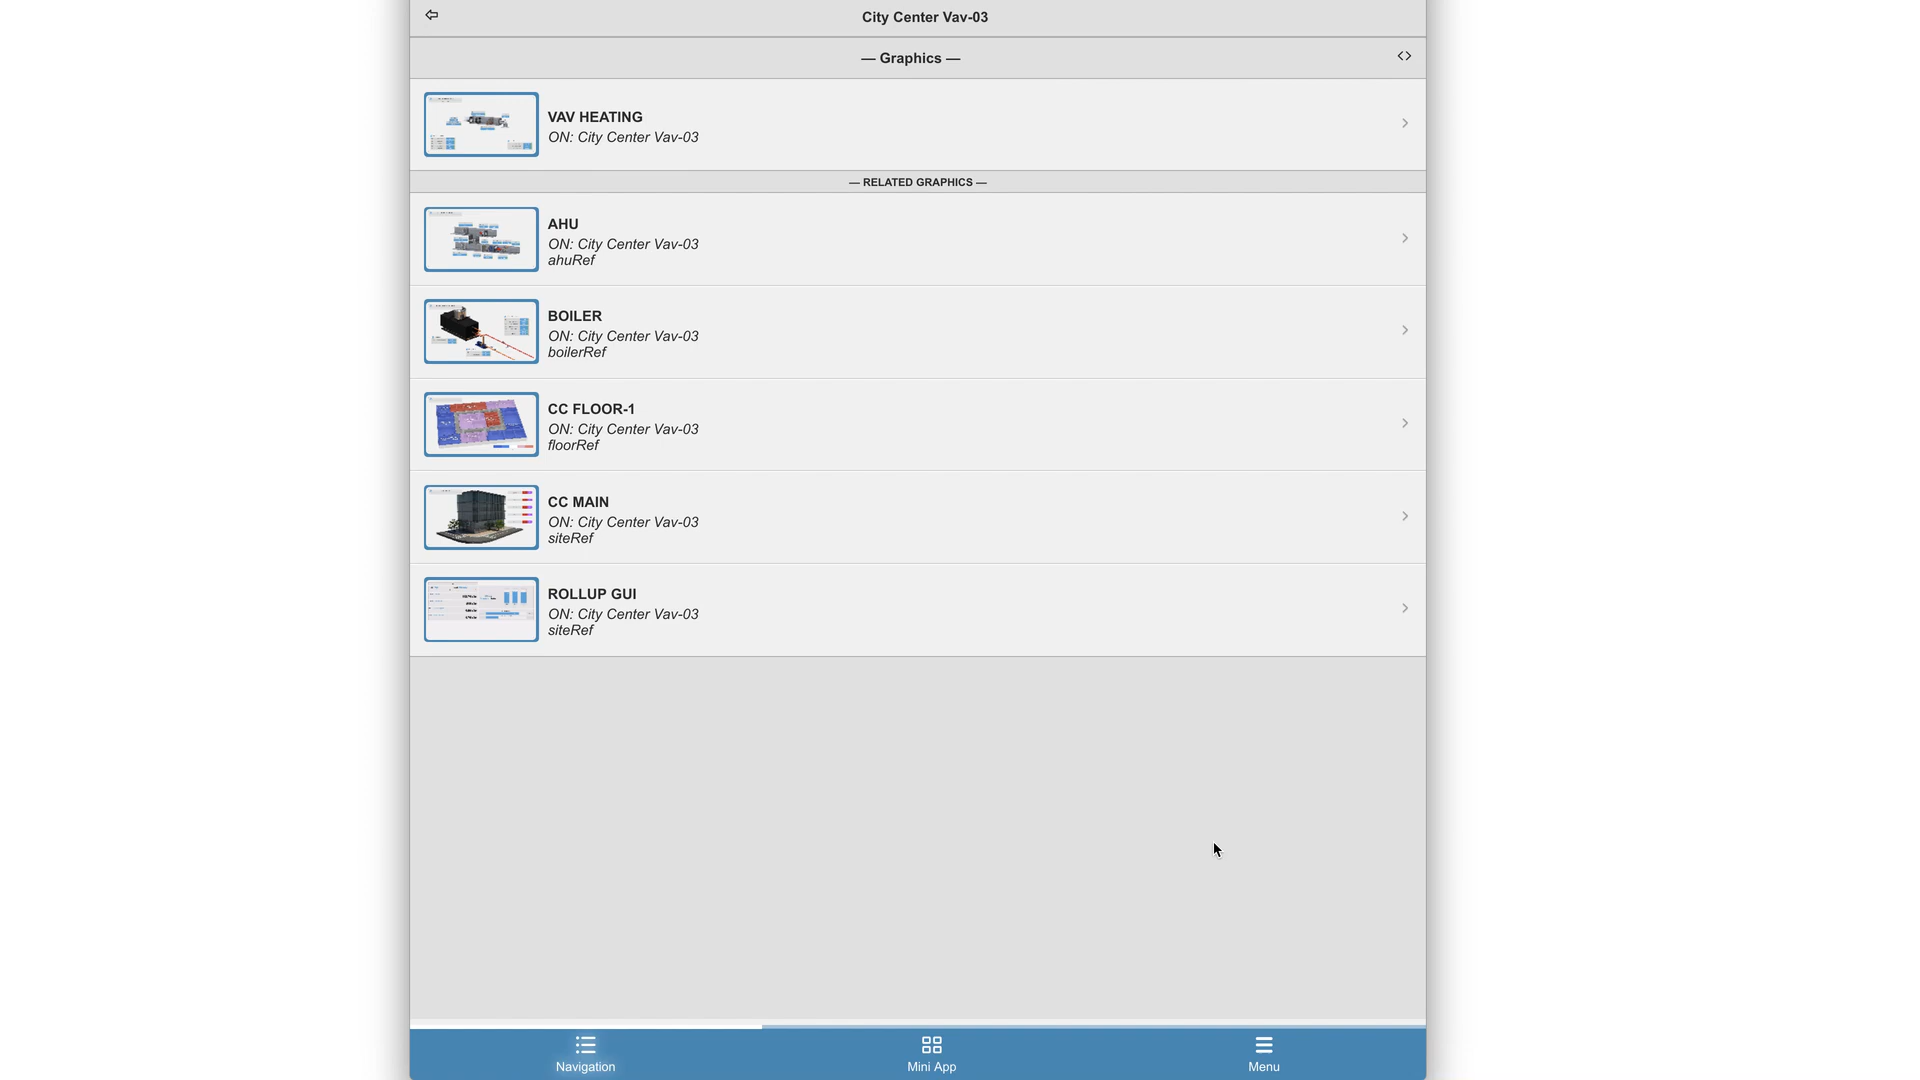 City Center Vav-03
— Graphics —
VAV HEATING
ON: City Center Vav-03
— RELATED GRAPHICS —
AHU
ON: City Center Vav-03
ahuRef
BOILER
ON: City Center Vav-03
boilerRef
CC FLOOR-1
ON: City Center Vav-03
floorRef
CC MAIN
ON: City Center Vav-03
siteRef
ROLLUP GUI
ON: City Center Vav-03
siteRef
Navigation
Mini App
Menu